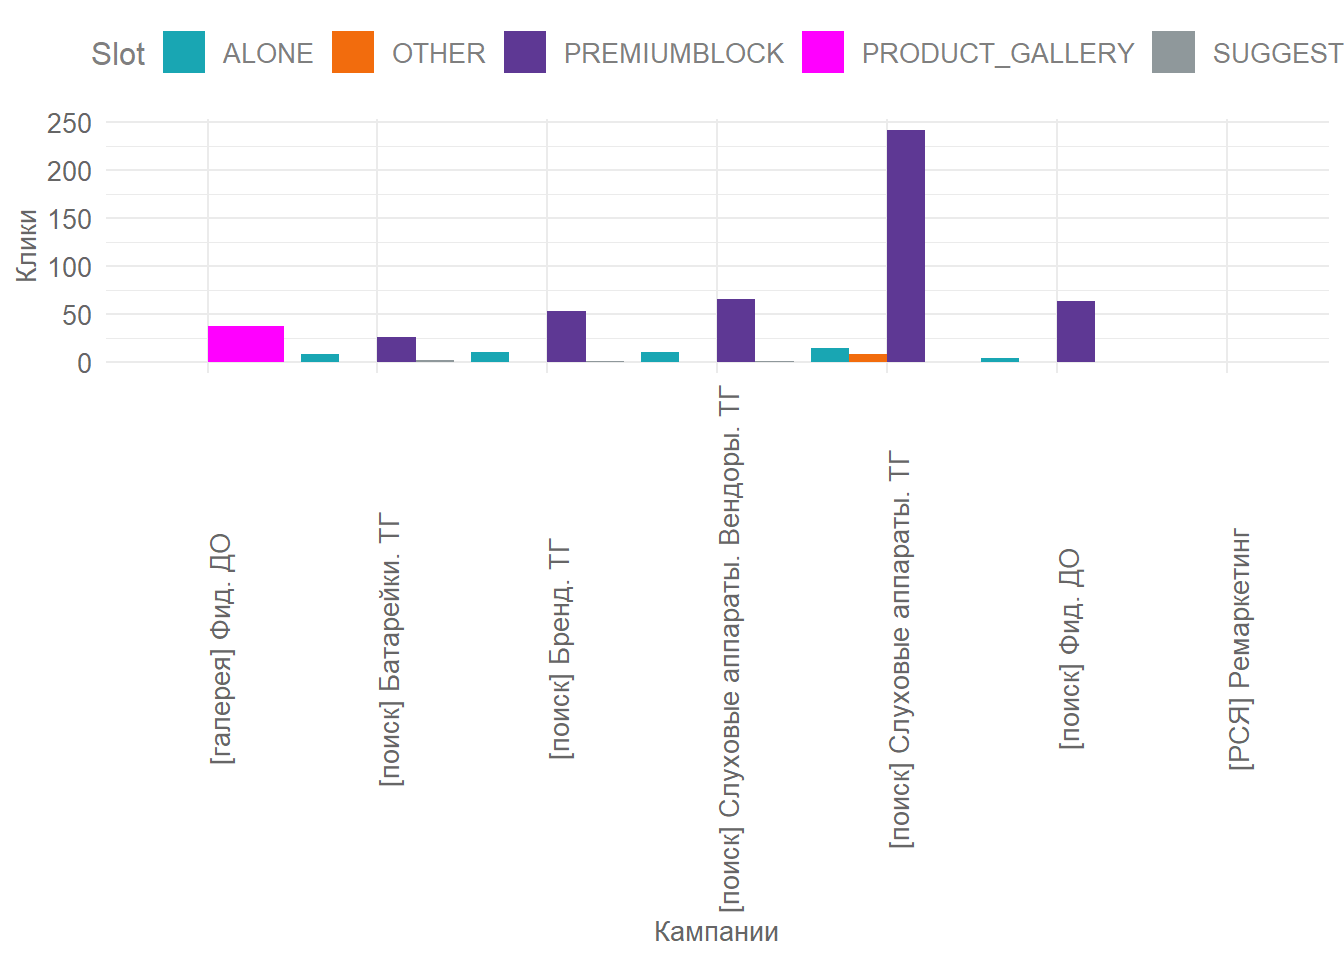 Slot ALONE OTHER PREMIUMBLOCK PRODUCT_GALLERY SUGGEST
250
200
150
100
50
0
Клики
[галерея] Фид. ДО
[поиск] Батарейки. ТГ
[поиск] Бренд. ТГ
[поиск] Слуховые аппараты. Вендоры. ТГ
[поиск] Слуховые аппараты. ТГ
[поиск] Фид. ДО
[РСЯ] Ремаркетинг
Кампании